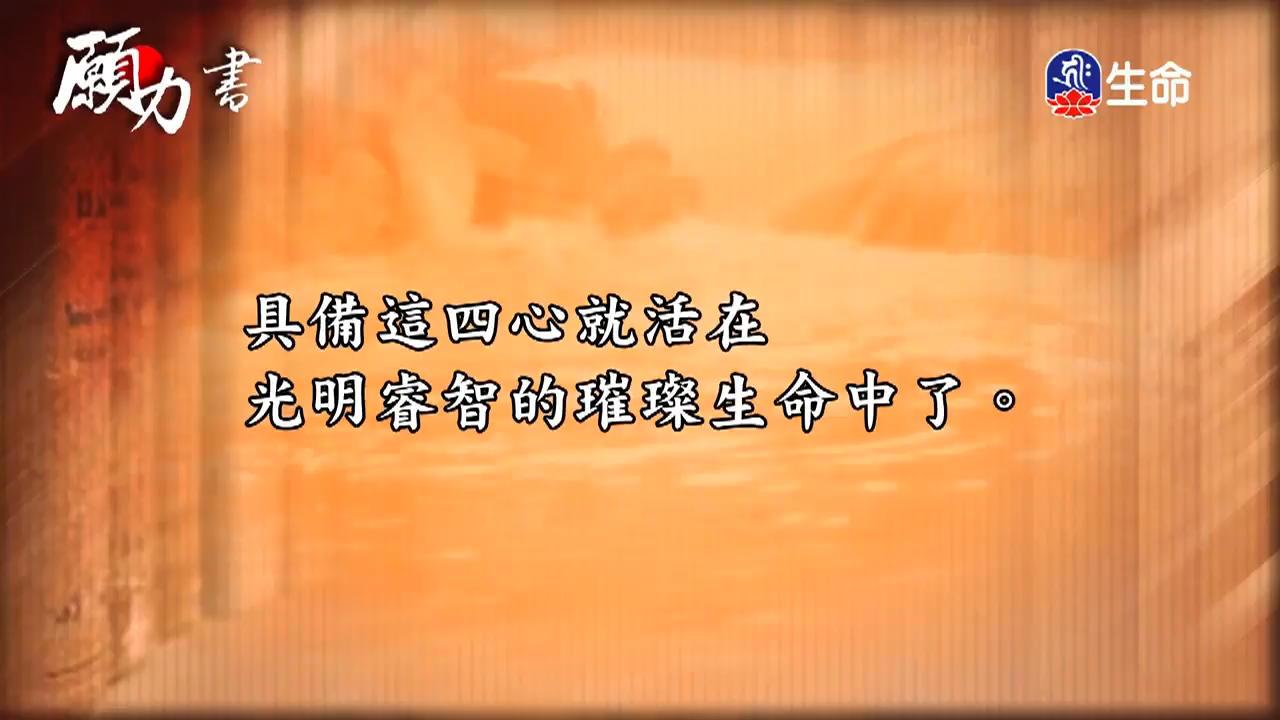 願力書
生命
具備這四心就活在
光明睿智的璀璨生命中了。